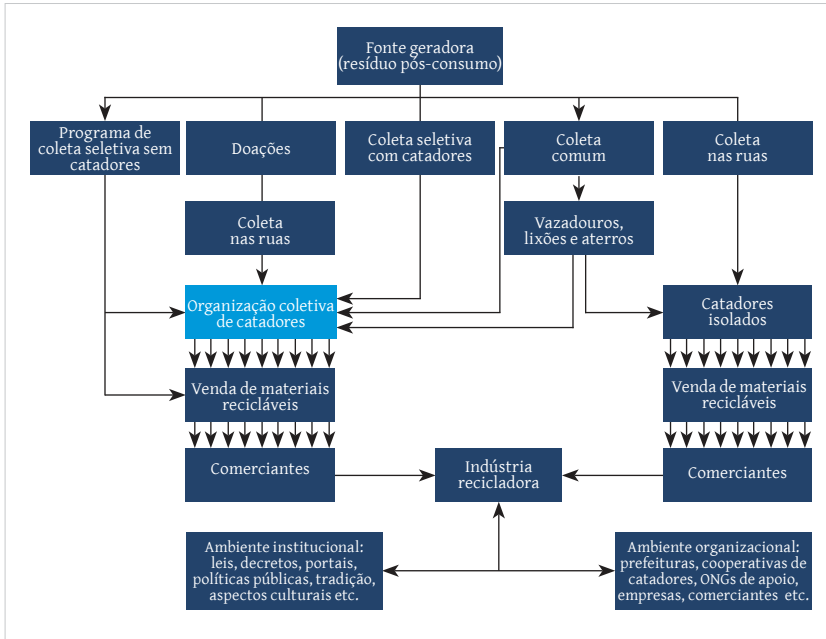 Fonte geradora
(resíduo pós-consumo)
Programa de
coleta seletiva sem
catadores
Doações
Coleta seletiva
com catadores
Coleta
comum
Coleta
nas ruas
Coleta
nas ruas
Vazadouros,
lixões e aterros
Organização coletiva
de catadores
Catadores
isolados
Venda de materiais
recicláveis
Venda de materiais
recicláveis
Comerciantes
Indústria
recicladora
Comerciantes
Ambiente institucional:
leis, decretos, portais,
políticas públicas, tradição,
aspectos culturais etc.
Ambiente organizacional:
prefeituras, cooperativas de
catadores, ONGs de apoio,
empresas, comerciantes etc.